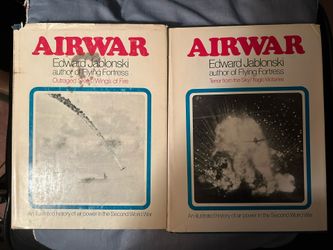 AIRWAR
Edward Jablonski
author of Flying Fortress
Outraged Skies/Wings of Fire
An illustrated history of air power in the Second World War
AIRWAR
Edward Jablonski
author of Flying Fortress
Terror from the Sky/Tragic Victories
An illustrated history of air power in the Second World War